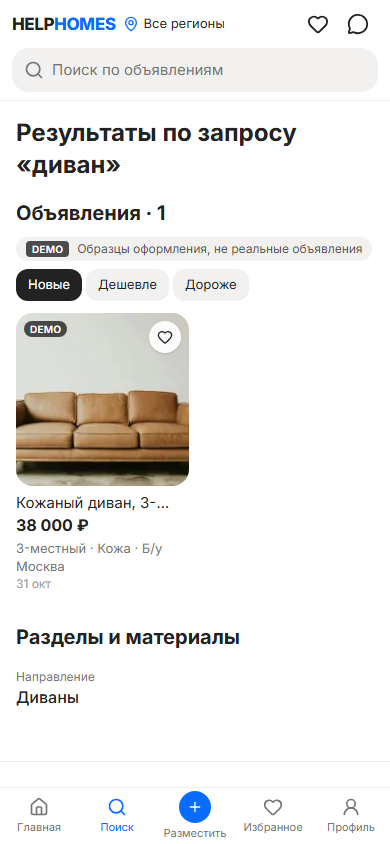 HELPHOMES Все регионы
Поиск по объявлениям
Результаты по запросу
«диван»
Объявления · 1
DEMO Образцы оформления, не реальные объявления
Новые Дешевле Дороже
DEMO
Кожаный диван, 3-...
38 000 ₽
3-местный · Кожа · Б/у
Москва
31 окт
Разделы и материалы
Направление
Диваны
Главная Поиск Разместить Избранное Профиль